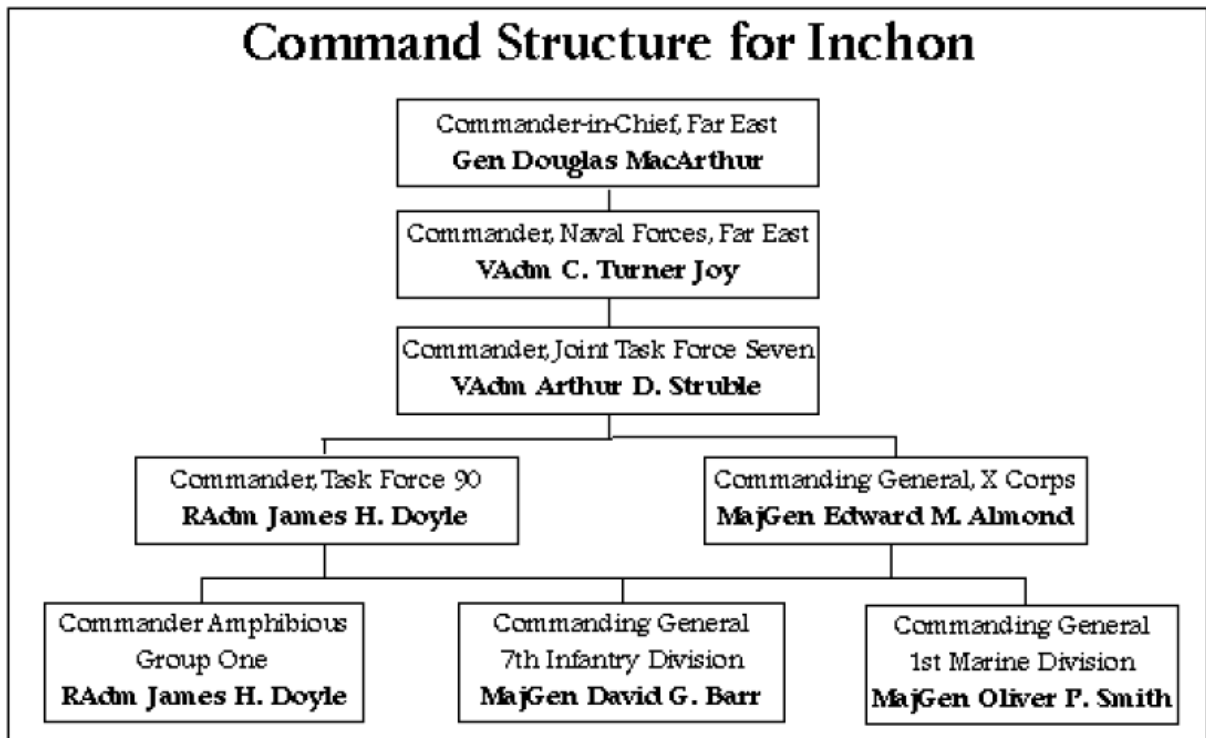 Command Structure for Inchon
Commander-in-Chief, Far East
Gen Douglas MacArthur
Commander, Naval Forces, Far East
VAdm C. Turner Joy
Commander, Joint Task Force Seven
VAdm Arthur D. Struble
Commander, Task Force 90
RAdm James H. Doyle
Commanding General, X Corps
MajGen Edward M. Almond
Commander Amphibious
Group One
RAdm James H. Doyle
Commanding General
7th Infantry Division
MajGen David G. Barr
Commanding General
1st Marine Division
MajGen Oliver P. Smith